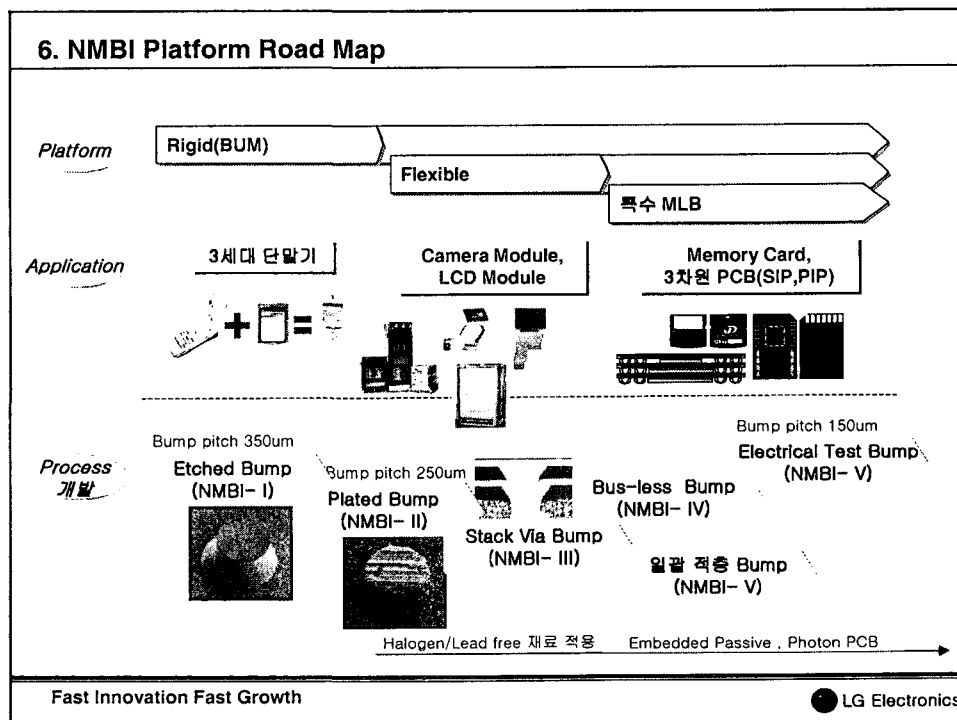 6. NMBI Platform Road Map
Platform
Rigid(BUM)
Flexible
특수 MLB
Application
3세대 단말기
Camera Module,
LCD Module
Memory Card,
3차원 PCB(SiP,PIP)
Process
개발
Bump pitch 350um
Etched Bump
(NMBI- I)
Bump pitch 250um
Plated Bump
(NMBI- II)
Stack Via Bump
(NMBI- III)
Bus-less Bump
(NMBI- IV)
Bump pitch 150um
Electrical Test Bump
(NMBI- V)
일괄 적층 Bump
(NMBI- V)
Halogen/Lead free 재료 적용
Embedded Passive , Photon PCB
Fast Innovation Fast Growth
LG Electronics